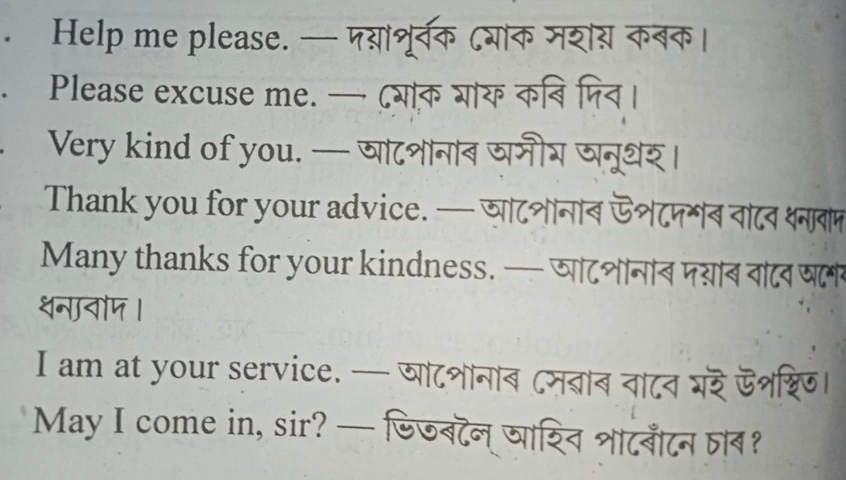 . Help me please. — দয়াপূৰ্বক মোক সহায় কৰক।
. Please excuse me. — মোক মাফ কৰি দিব।
. Very kind of you. — আপোনাৰ অসীম অনুগ্ৰহ।
Thank you for your advice. — আপোনাৰ উপদেশৰ বাবে ধন্যবাদ
Many thanks for your kindness. — আপোনাৰ দয়াৰ বাবে
ধন্যবাদ।
I am at your service. — আপোনাৰ সেৱাৰ বাবে মই উপস্থিত।
May I come in, sir? — ভিতৰলৈ আহিব পাৰোঁনে চাৰ?